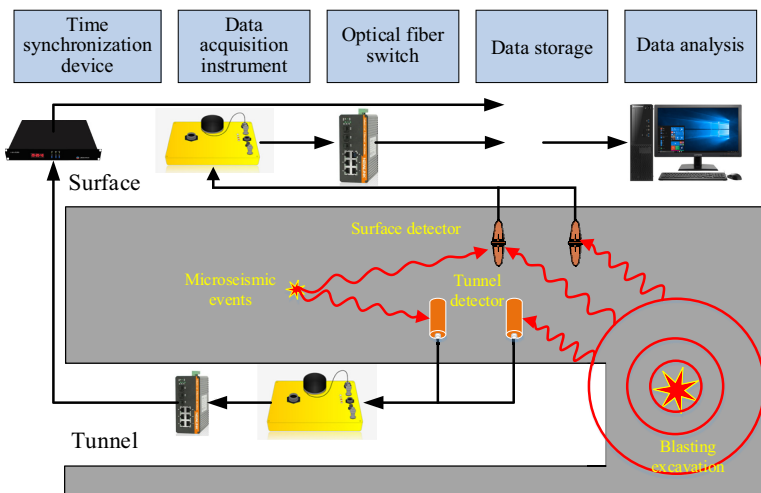 Time
synchronization
device
Data
acquisition
instrument
Optical fiber
switch
Data storage
Data analysis
Surface
Surface detector
Microseismic
events
Tunnel
detector
Tunnel
Blasting
excavation